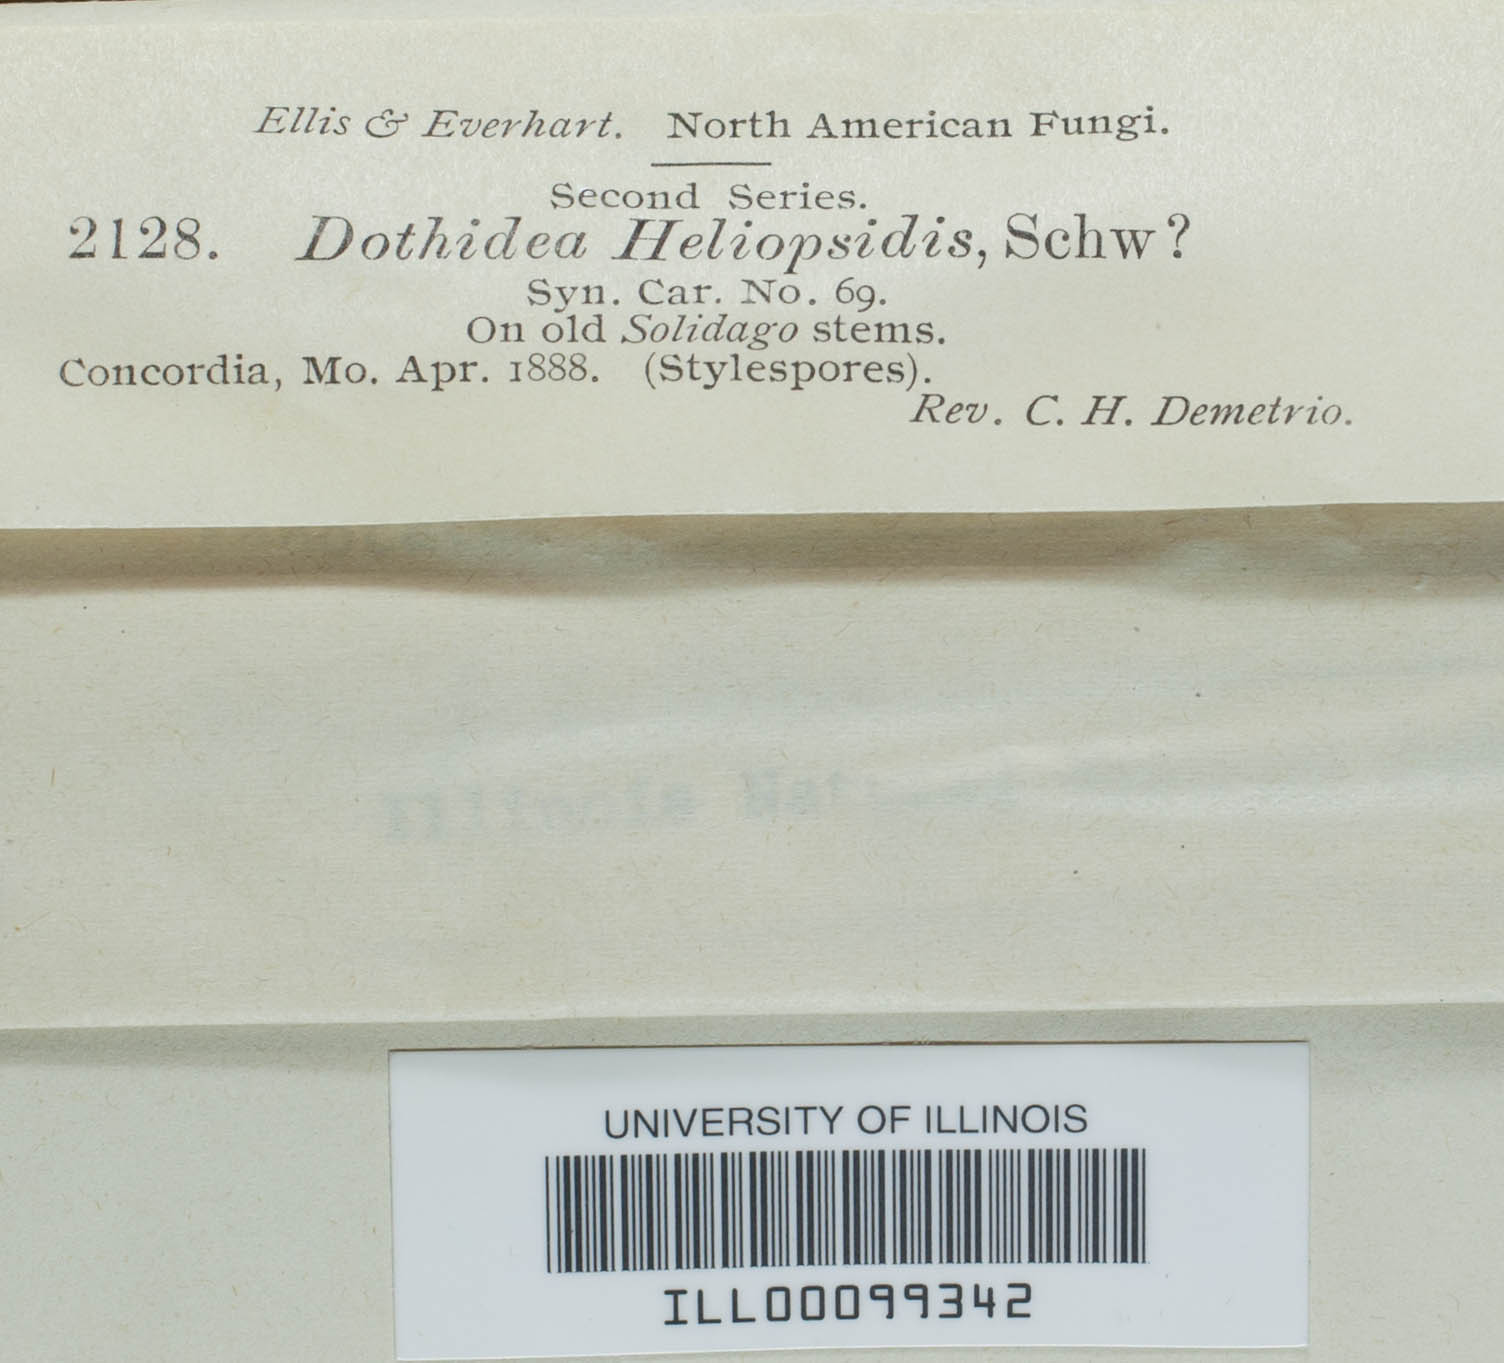 Ellis & Everhart. North American Fungi.
Second Series.
2128. Dothidea Heliopsidis, Schw?
Syn. Car. No. 69.
On old Solidago stems.
Concordia, Mo. Apr. 1888. (Stylespores).
Rev. C. H. Demetrio.
UNIVERSITY OF ILLINOIS
ILL00099342